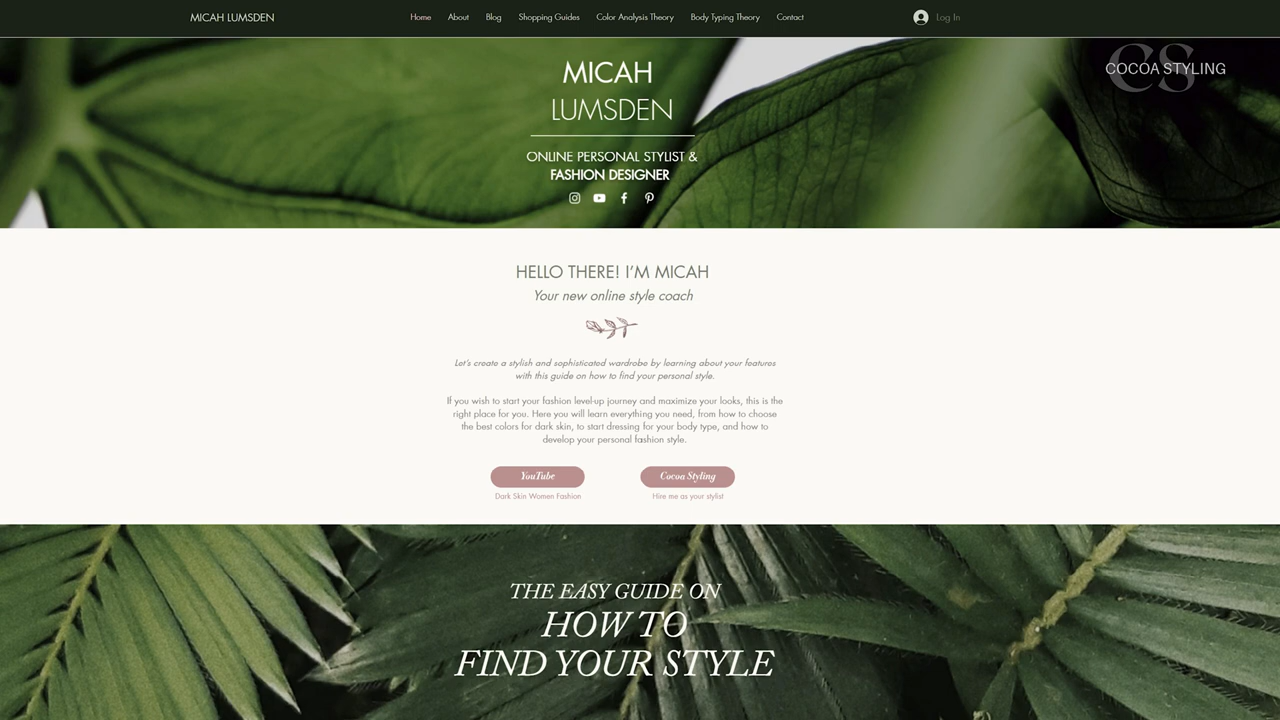 MICAH LUMSDEN
Home About Blog Shopping Guides Color Analysis Theory Body Typing Theory Contact
Log In
CS
COCOA STYLING
MICAH
LUMSDEN
ONLINE PERSONAL STYLIST &
FASHION DESIGNER
HELLO THERE! I'M MICAH
Your new online style coach
Let's create a stylish and sophisticated wardrobe by learning about your features
with this guide on how to find your personal style.
If you wish to start your fashion level-up journey and maximize your looks, this is the
right place for you. Here you will learn everything you need, from how to choose
the best colors for dark skin, to start dressing for your body type, and how to
develop your personal fashion style.
YouTube
Dark Skin Women Fashion
Cocoa Styling
Hire me as your stylist
THE EASY GUIDE ON
HOW TO
FIND YOUR STYLE